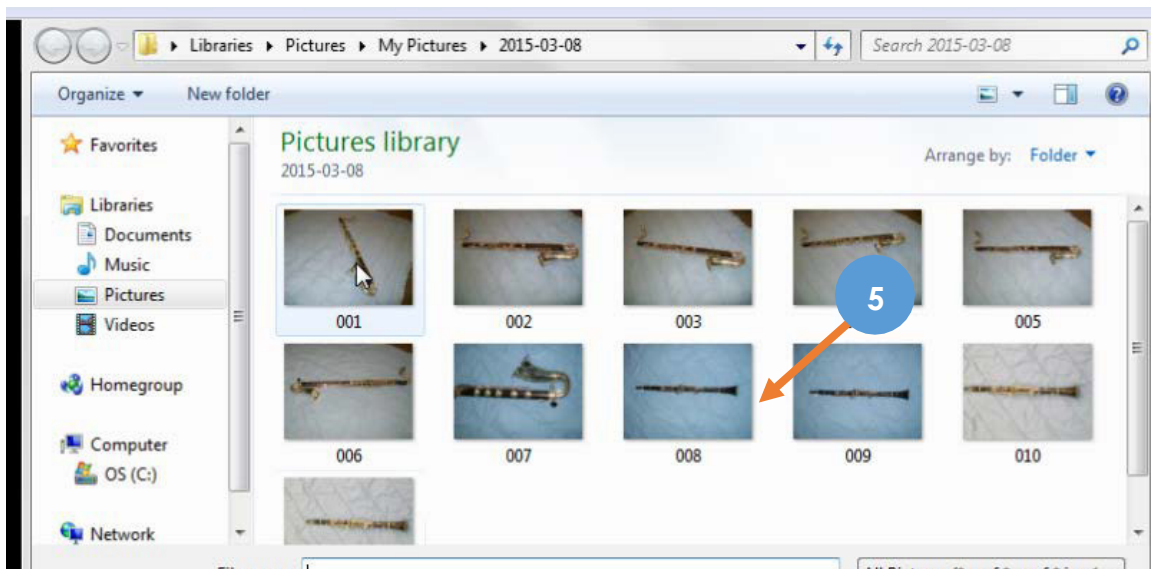 Libraries ▸ Pictures ▸ My Pictures ▸ 2015-03-08
Search 2015-03-08
Organize New folder
Favorites
Libraries
Documents
Music
Pictures
Videos
Homegroup
Computer
OS (C:)
Network
Pictures library
2015-03-08
Arrange by: Folder
001 002 003 005
5
006 007 008 009 010